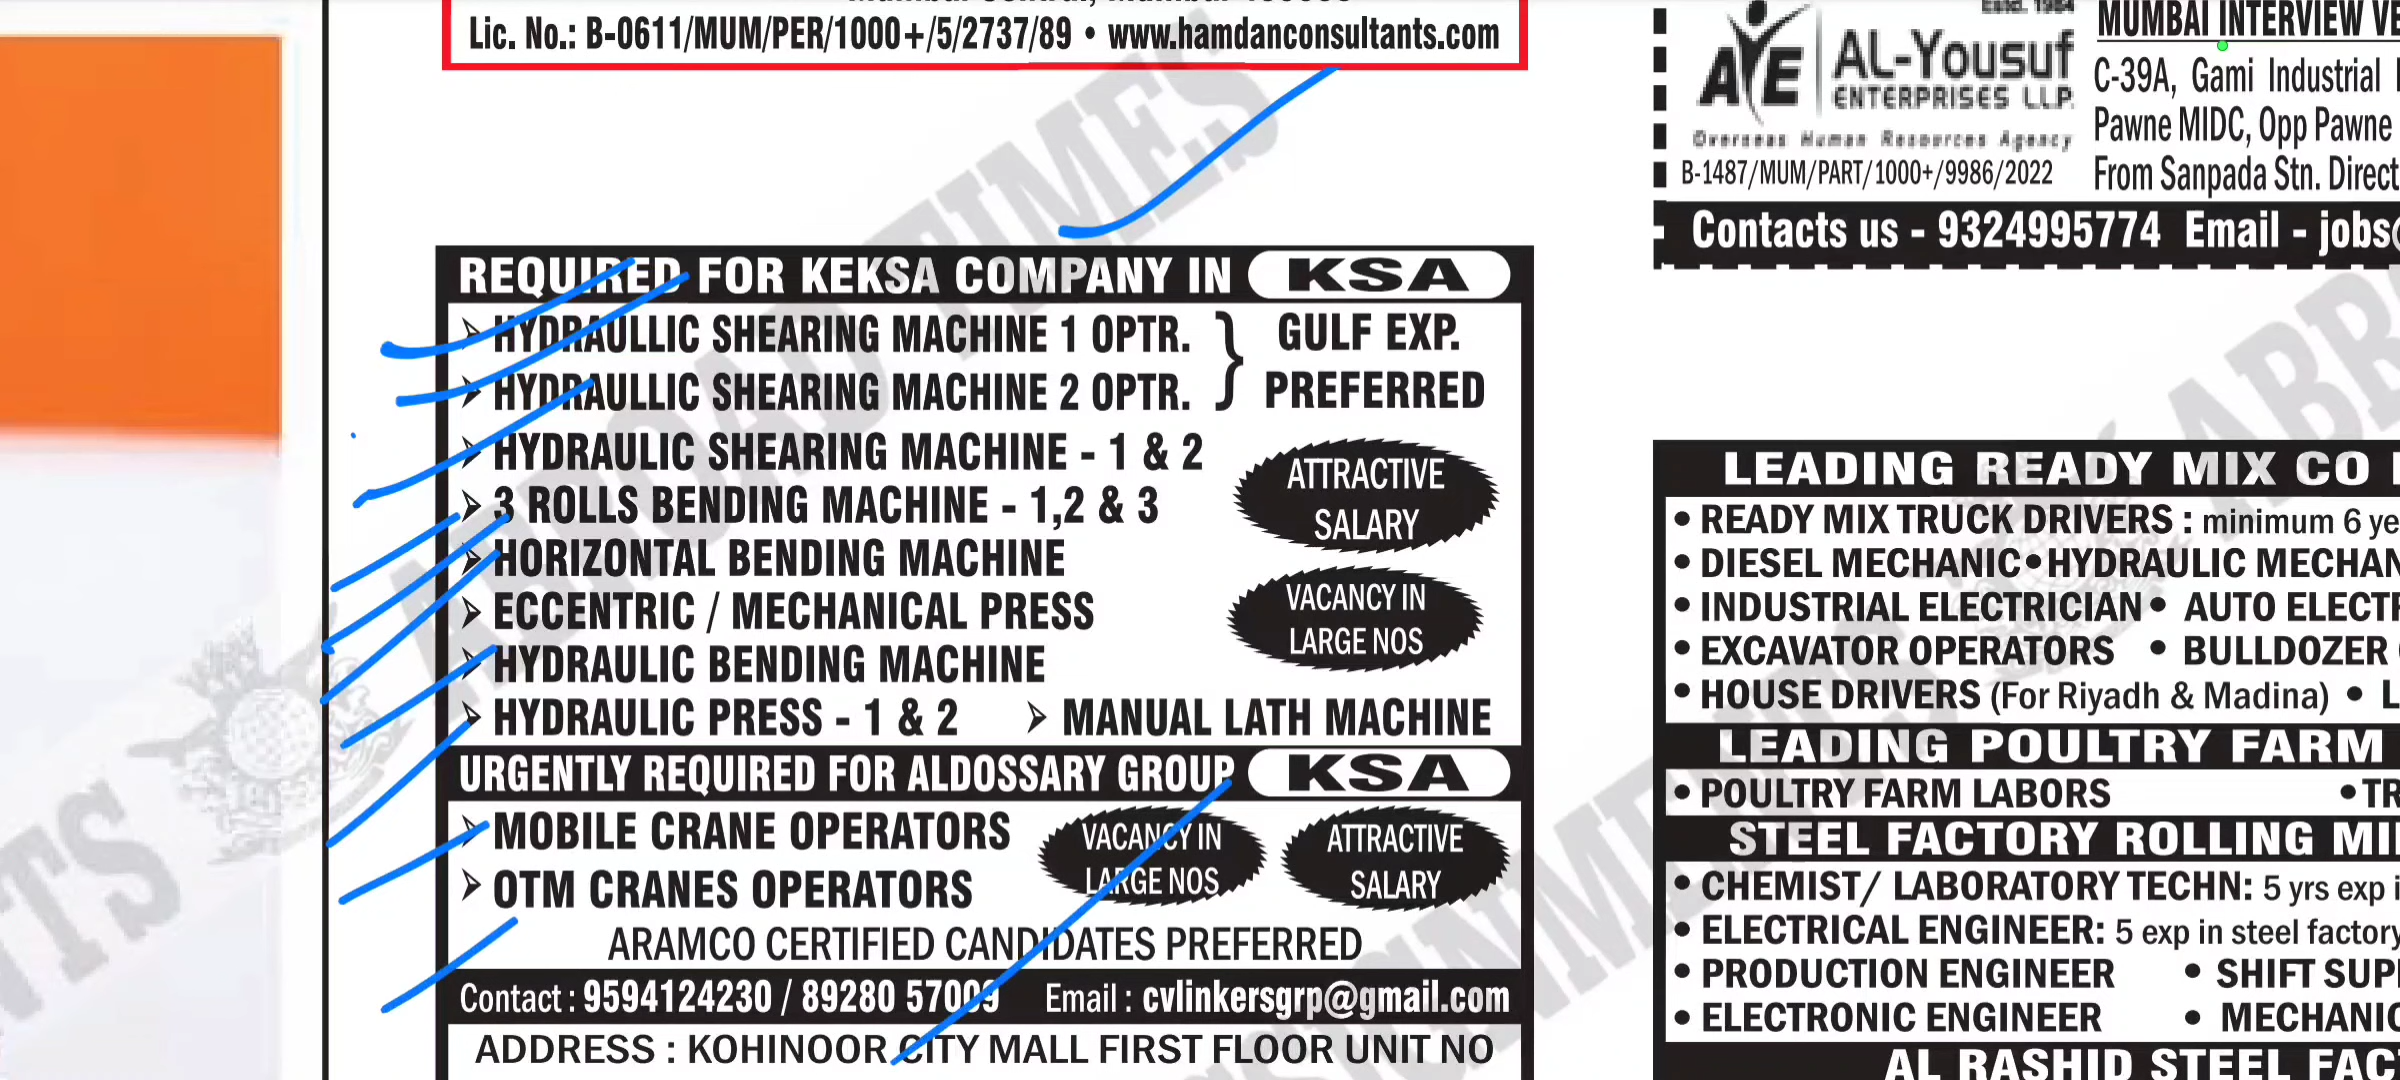 Lic. No.: B-0611/MUM/PER/1000+/5/2737/89 • www.hamdanconsultants.com
REQUIRED FOR KEKSA COMPANY IN KSA
HYDRAULLIC SHEARING MACHINE 1 OPTR.
HYDRAULLIC SHEARING MACHINE 2 OPTR.
GULF EXP.
PREFERRED
HYDRAULIC SHEARING MACHINE - 1 & 2
3 ROLLS BENDING MACHINE - 1,2 & 3
HORIZONTAL BENDING MACHINE
ECCENTRIC / MECHANICAL PRESS
HYDRAULIC BENDING MACHINE
HYDRAULIC PRESS - 1 & 2 MANUAL LATH MACHINE
ATTRACTIVE
SALARY
VACANCY IN
LARGE NOS
URGENTLY REQUIRED FOR ALDOSSARY GROUP KSA
MOBILE CRANE OPERATORS
OTM CRANES OPERATORS
VACANCY IN
LARGE NOS
ATTRACTIVE
SALARY
ARAMCO CERTIFIED CANDIDATES PREFERRED
Contact : 9594124230 / 89280 57009 Email : cvlinkersgrp@gmail.com
ADDRESS : KOHINOOR CITY MALL FIRST FLOOR UNIT NO
Estd. 1984
AYE AL-Yousuf
ENTERPRISES LLP.
Overseas Human Resources Agency
B-1487/MUM/PART/1000+/9986/2022
MUMBAI INTERVIEW
C-39A, Gami Industrial
Pawne MIDC, Opp Pawne
From Sanpada Stn. Direct
Contacts us - 9324995774 Email -
LEADING READY MIX CO
• READY MIX TRUCK DRIVERS : minimum 6
• DIESEL MECHANIC • HYDRAULIC
• INDUSTRIAL ELECTRICIAN • AUTO
• EXCAVATOR OPERATORS • BULLDOZER
• HOUSE DRIVERS (For Riyadh & Madina) •
LEADING POULTRY FARM
• POULTRY FARM LABORS •
STEEL FACTORY ROLLING
• CHEMIST/ LABORATORY TECHN: 5 yrs exp
• ELECTRICAL ENGINEER: 5 exp in steel factory
• PRODUCTION ENGINEER • SHIFT
• ELECTRONIC ENGINEER •
AL RASHID STEEL
ABROAD TIMES